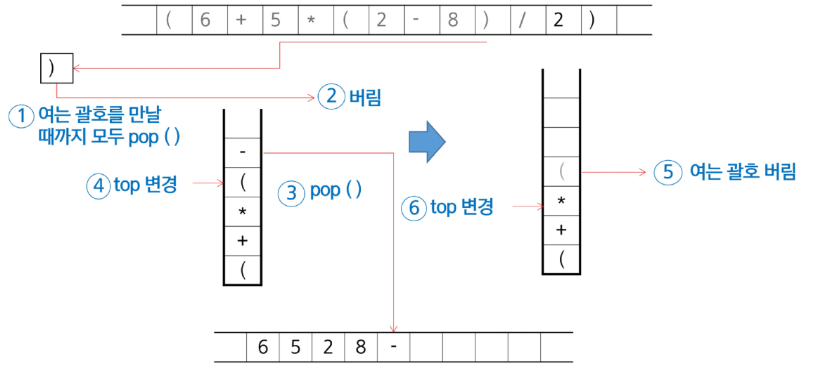 ( 6 + 5 * ( 2 - 8 ) / 2 )
)
② 버림
① 여는 괄호를 만날
때까지 모두 pop ( )
-
④ top 변경
(
③ pop ( )
*
+
(
(
⑤ 여는 괄호 버림
⑥ top 변경
*
+
(
6 5 2 8 -